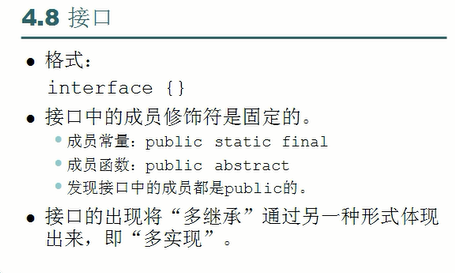 4.8 接口
● 格式：
interface {}
● 接口中的成员修饰符是固定的。
• 成员常量：public static final
• 成员函数：public abstract
• 发现接口中的成员都是public的。
● 接口的出现将“多继承”通过另一种形式体现
出来，即“多实现”。